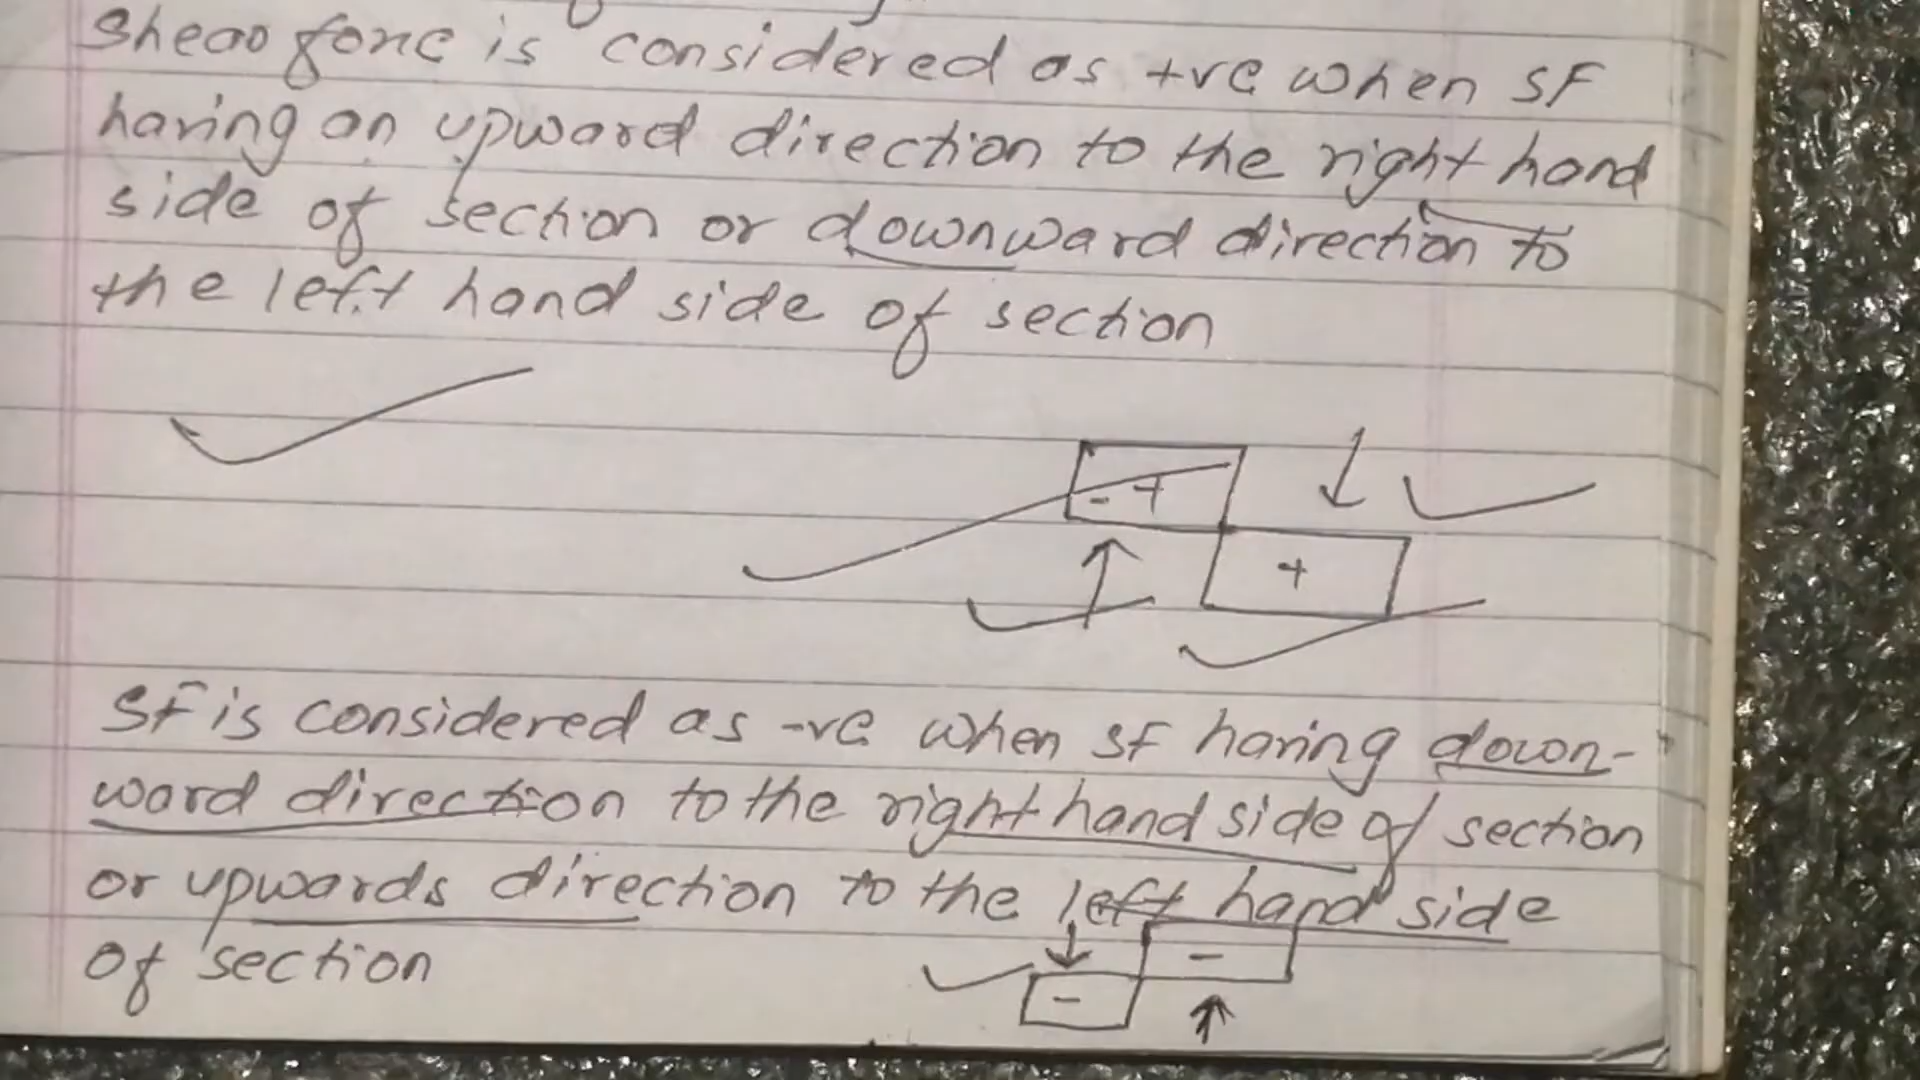 Shear force is considered as +ve when SF
having an upward direction to the right hand
side of section or downward direction to
the left hand side of section
- +
+
SF is considered as -ve when SF having down-
ward direction to the right hand side of section
or upwards direction to the left hand side
of section
-
-